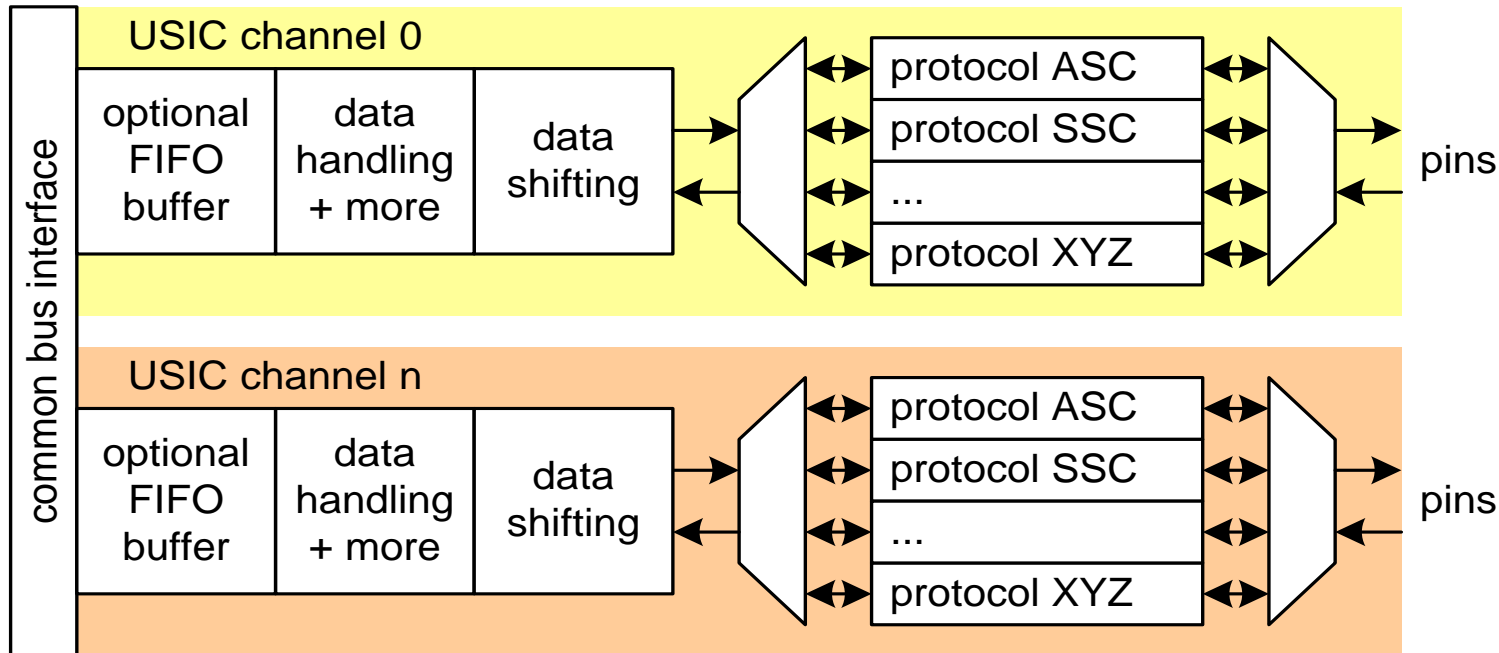 common bus interface
USIC channel 0
optional
FIFO
buffer
data
handling
+ more
data
shifting
protocol ASC
protocol SSC
...
protocol XYZ
pins
USIC channel n
optional
FIFO
buffer
data
handling
+ more
data
shifting
protocol ASC
protocol SSC
...
protocol XYZ
pins